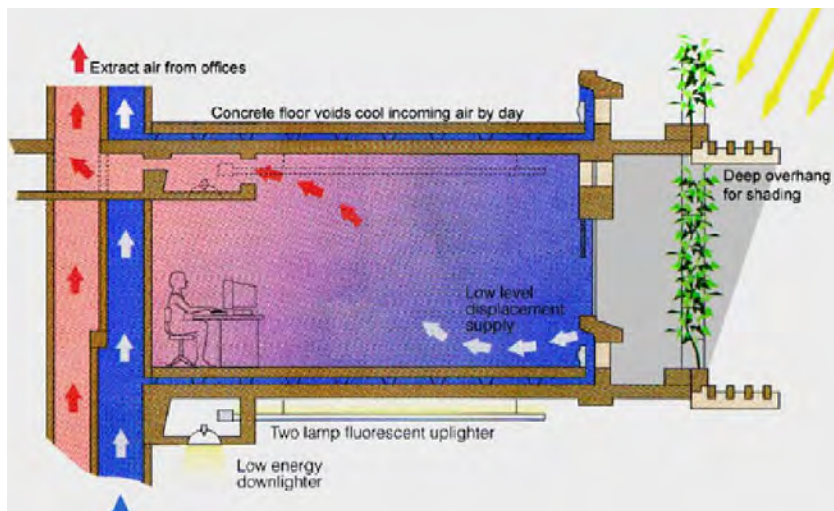 Extract air from offices
Concrete floor voids cool incoming air by day
Deep overhang
for shading
Low level
displacement
supply
Two lamp fluorescent uplighter
Low energy
downlighter